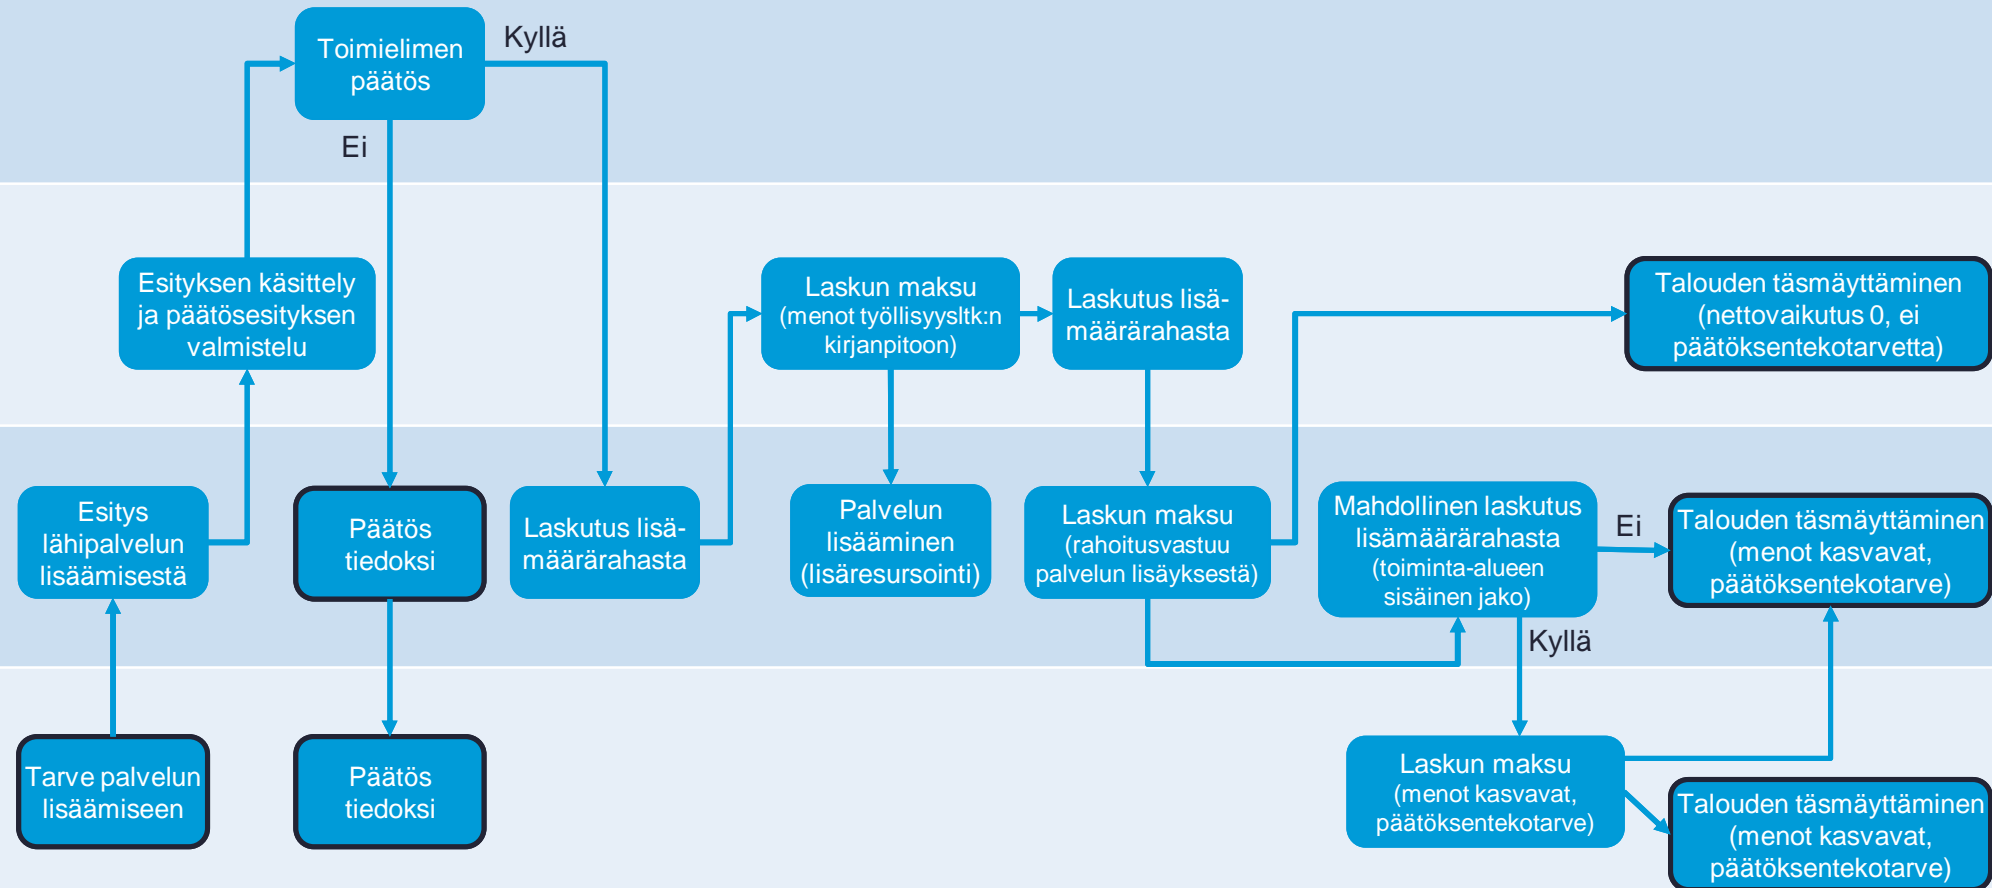 Toimielimen
päätös
Kyllä
Ei
Esityksen käsittely
ja päätösesityksen
valmistelu
Laskun maksu
(menot työllisyysltk:n
kirjanpitoon)
Laskutus lisä-
määrärahasta
Talouden täsmäyttäminen
(nettovaikutus 0, ei
päätöksentekotarvetta)
Esitys
lähipalvelun
lisäämisestä
Päätös
tiedoksi
Laskutus lisä-
määrärahasta
Palvelun
lisääminen
(lisäresursointi)
Laskun maksu
(rahoitusvastuu
palvelun lisäyksestä)
Mahdollinen laskutus
lisämäärärahasta
(toiminta-alueen
sisäinen jako)
Ei
Kyllä
Talouden täsmäyttäminen
(menot kasvavat,
päätöksentekotarve)
Tarve palvelun
lisäämiseen
Päätös
tiedoksi
Laskun maksu
(menot kasvavat,
päätöksentekotarve)
Talouden täsmäyttäminen
(menot kasvavat,
päätöksentekotarve)